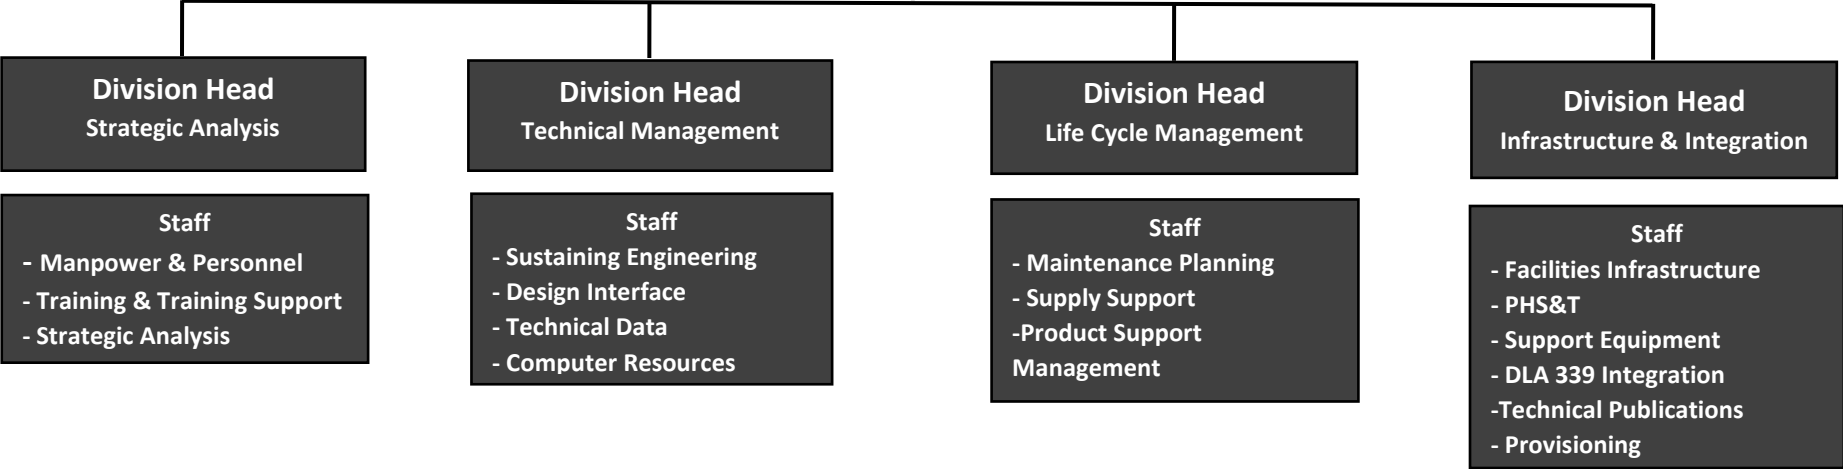 Division Head
Strategic Analysis
Division Head
Technical Management
Division Head
Life Cycle Management
Division Head
Infrastructure & Integration
Staff
- Manpower & Personnel
- Training & Training Support
- Strategic Analysis
Staff
- Sustaining Engineering
- Design Interface
- Technical Data
- Computer Resources
Staff
- Maintenance Planning
- Supply Support
-Product Support
Management
Staff
- Facilities Infrastructure
- PHS&T
- Support Equipment
- DLA 339 Integration
-Technical Publications
- Provisioning